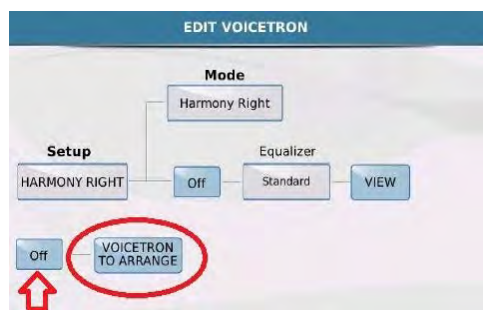 EDIT VOICETRON
Mode
Harmony Right
Setup
Equalizer
HARMONY RIGHT
Off
Standard
VIEW
Off
VOICETRON
TO ARRANGE